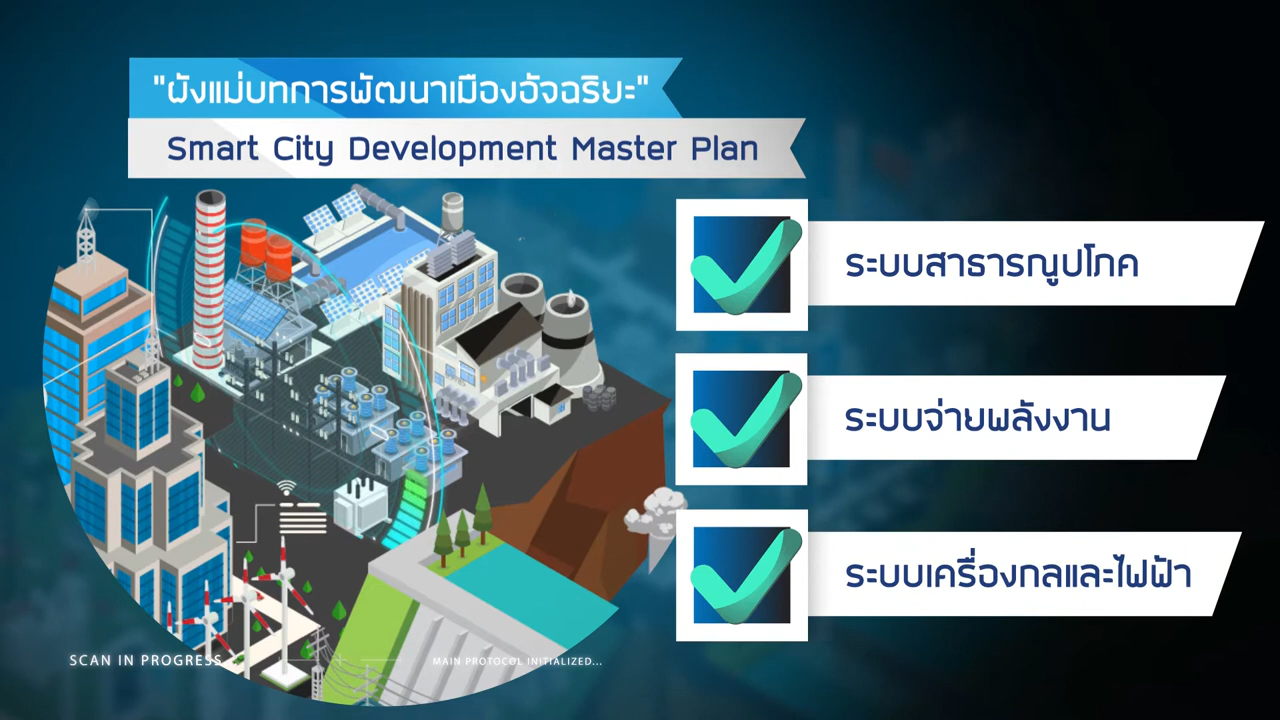 "ผังแม่บทการพัฒนาเมืองอัจฉริยะ"
Smart City Development Master Plan
ระบบสาธารณูปโภค
ระบบจ่ายพลังงาน
ระบบเครื่องกลและไฟฟ้า
SCAN IN PROGRESS
MAIN PROTOCOL INITIALIZED...